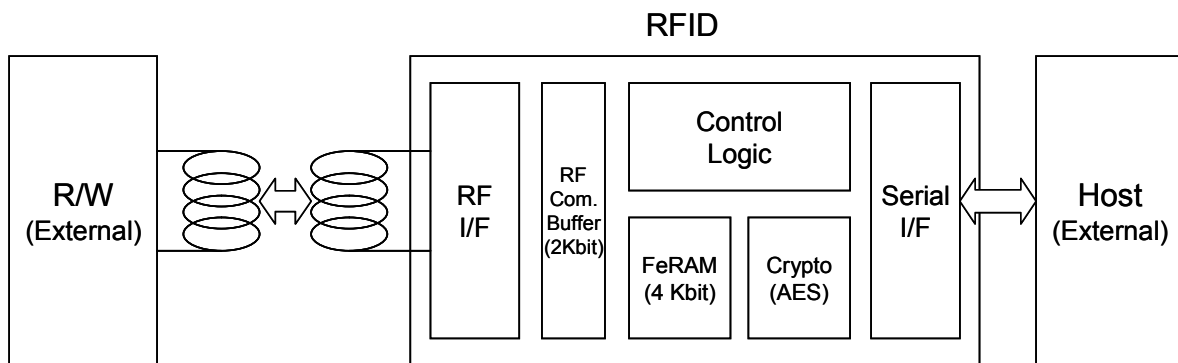 RFID
R/W
(External)
RF
I/F
RF
Com.
Buffer
(2Kbit)
Control
Logic
FeRAM
(4 Kbit)
Crypto
(AES)
Serial
I/F
Host
(External)